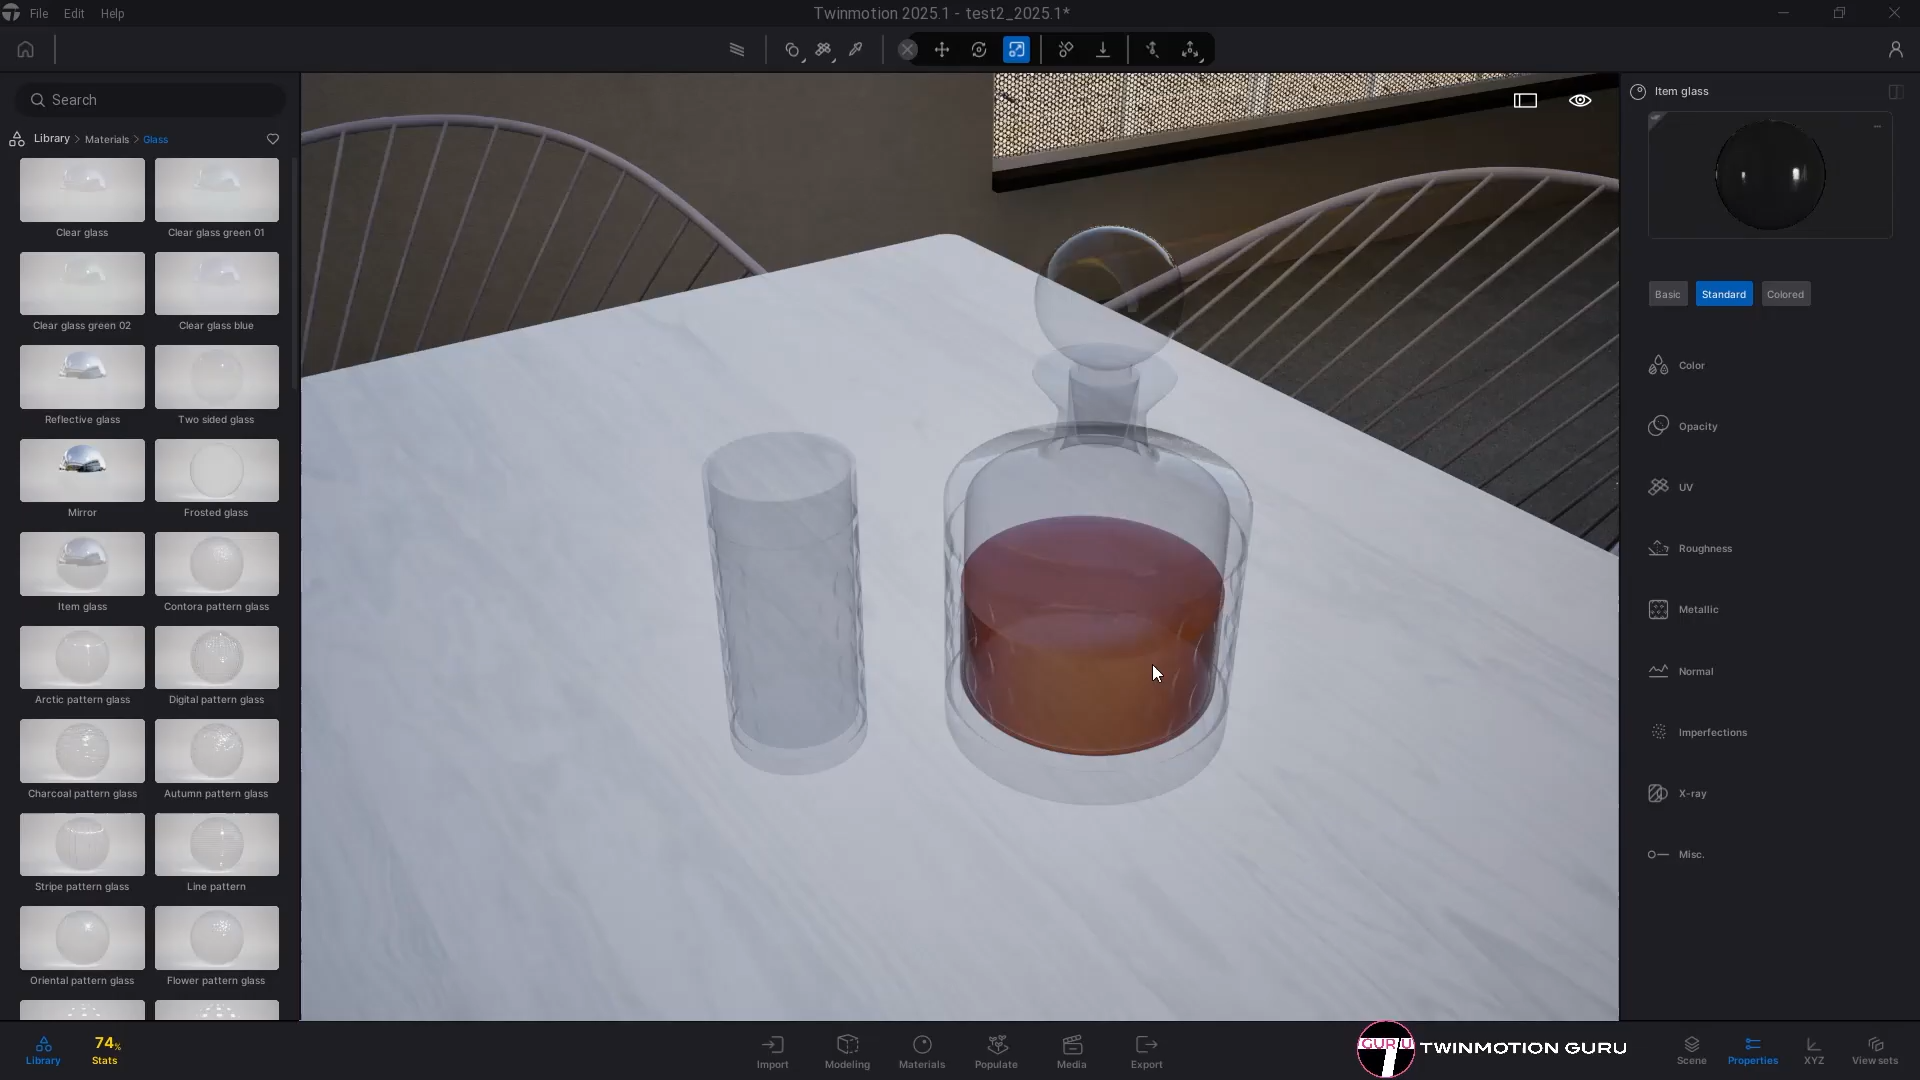 File Edit Help
Twinmotion 2025.1 - test2_2025.1*
Search
Library > Materials > Glass
Clear glass
Clear glass green 01
Clear glass green 02
Clear glass blue
Reflective glass
Two sided glass
Mirror
Frosted glass
Item glass
Contora pattern glass
Arctic pattern glass
Digital pattern glass
Charcoal pattern glass
Autumn pattern glass
Stripe pattern glass
Line pattern
Oriental pattern glass
Flower pattern glass
Item glass
Basic Standard Colored
Color
Opacity
UV
Roughness
Metallic
Normal
Imperfections
X-ray
Misc.
Library
74%
Stats
Import
Modeling
Materials
Populate
Media
Export
GURU
TWINMOTION GURU
Scene
Properties
XYZ
View sets